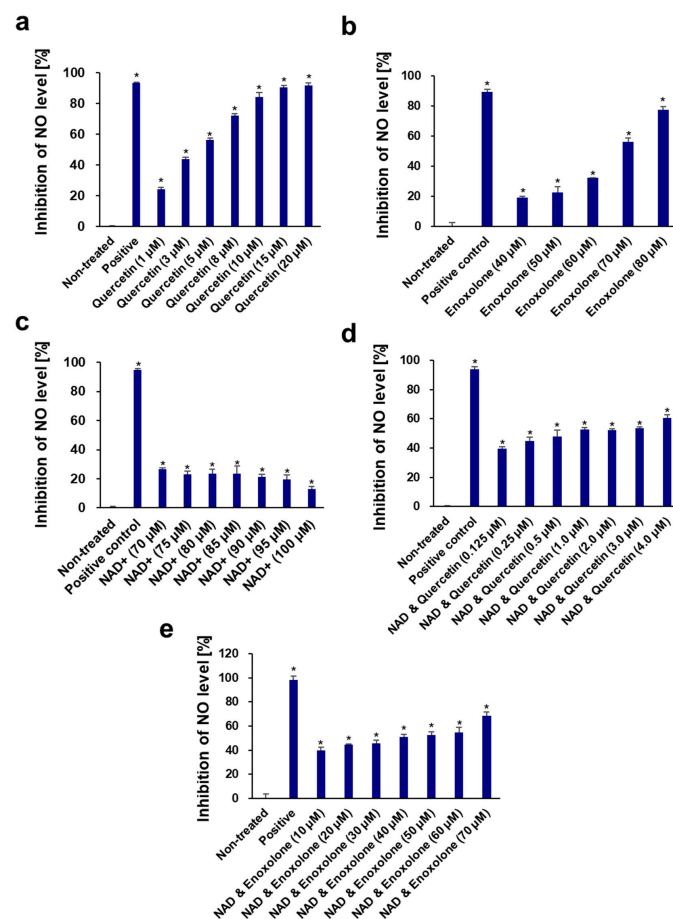 a
Inhibition of NO level [%]
100
80
60
40
20
0
* * * * * * * *
Non-treated
Positive
Quercetin (1 µM)
Quercetin (3 µM)
Quercetin (5 µM)
Quercetin (8 µM)
Quercetin (10 µM)
Quercetin (15 µM)
Quercetin (20 µM)
b
Inhibition of NO level [%]
100
80
60
40
20
0
* * * * * *
Non-treated
Positive control
Enoxolone (40 µM)
Enoxolone (50 µM)
Enoxolone (60 µM)
Enoxolone (70 µM)
Enoxolone (80 µM)
c
Inhibition of NO level [%]
100
80
60
40
20
0
* * * * * * * *
Non-treated
Positive control
NAD+ (70 µM)
NAD+ (75 µM)
NAD+ (80 µM)
NAD+ (85 µM)
NAD+ (90 µM)
NAD+ (95 µM)
NAD+ (100 µM)
d
Inhibition of NO level [%]
100
80
60
40
20
0
* * * * * * * *
Non-treated
Positive control
NAD & Quercetin (0.125 µM)
NAD & Quercetin (0.25 µM)
NAD & Quercetin (0.5 µM)
NAD & Quercetin (1.0 µM)
NAD & Quercetin (2.0 µM)
NAD & Quercetin (3.0 µM)
NAD & Quercetin (4.0 µM)
e
Inhibition of NO level [%]
120
100
80
60
40
20
0
* * * * * * * *
Non-treated
Positive
NAD & Enoxolone (10 µM)
NAD & Enoxolone (20 µM)
NAD & Enoxolone (30 µM)
NAD & Enoxolone (40 µM)
NAD & Enoxolone (50 µM)
NAD & Enoxolone (60 µM)
NAD & Enoxolone (70 µM)